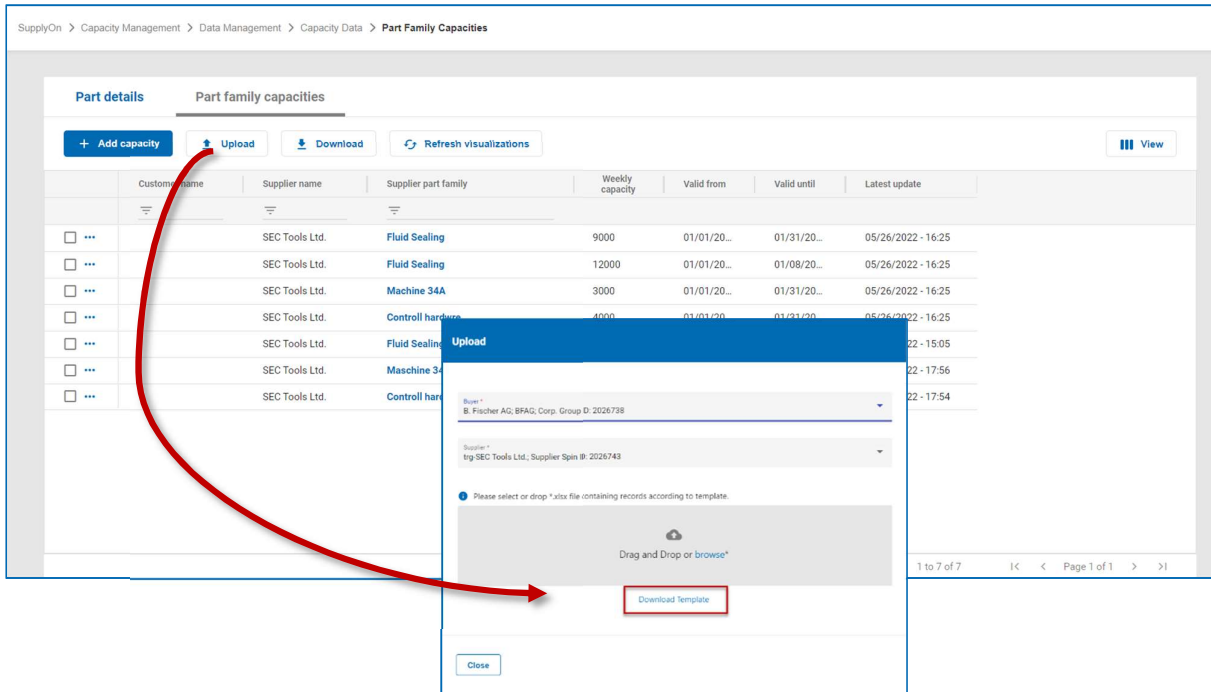 SupplyOn > Capacity Management > Data Management > Capacity Data > Part Family Capacities
Part details Part family capacities
+ Add capacity Upload Download Refresh visualizations View
Customer name Supplier name Supplier part family Weekly capacity Valid from Valid until Latest update
SEC Tools Ltd. Fluid Sealing 9000 01/01/20... 01/31/20... 05/26/2022 - 16:25
SEC Tools Ltd. Fluid Sealing 12000 01/01/20... 01/08/20... 05/26/2022 - 16:25
SEC Tools Ltd. Machine 34A 3000 01/01/20... 01/31/20... 05/26/2022 - 16:25
SEC Tools Ltd. Controll hardwre 4000 01/01/20... 01/31/20... 05/26/2022 - 16:25
SEC Tools Ltd. Fluid Sealing 22 - 15:05
SEC Tools Ltd. Maschine 34 22 - 17:56
SEC Tools Ltd. Controll hard 22 - 17:54
1 to 7 of 7 |< < Page 1 of 1 > >|
Upload
Buyer *
B. Fischer AG; BFAG; Corp. Group ID: 2026738
Supplier *
trg-SEC Tools Ltd.; Supplier Spin ID: 2026743
Please select or drop *.xlsx file containing records according to template.
Drag and Drop or browse*
Download Template
Close